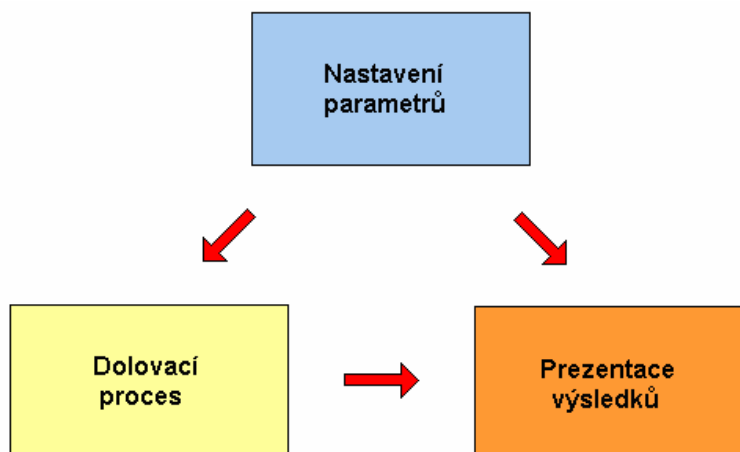 Nastavení
parametrů
Dolovací
proces
Prezentace
výsledků